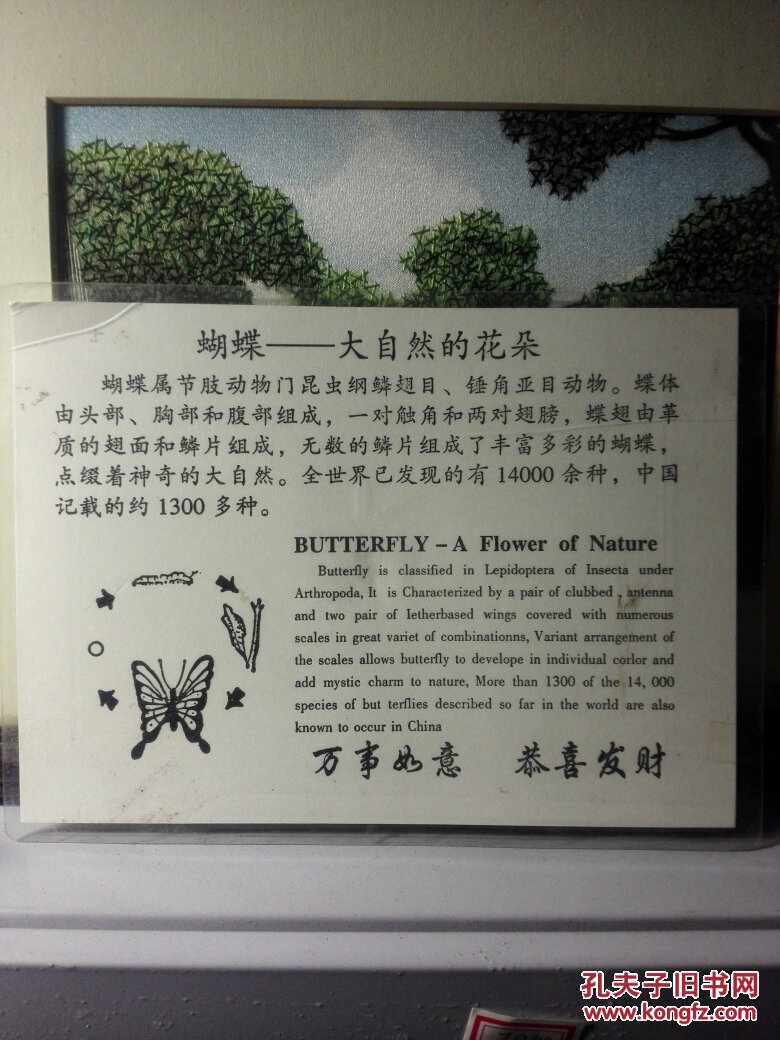 蝴蝶——大自然的花朵
蝴蝶属节肢动物门昆虫纲鳞翅目、锤角亚目动物。蝶体
由头部、胸部和腹部组成，一对触角和两对翅膀，蝶翅由革
质的翅面和鳞片组成，无数的鳞片组成了丰富多彩的蝴蝶，
点缀着神奇的大自然。全世界已发现的有 14000 余种，中国
记载的约 1300 多种。
BUTTERFLY – A Flower of Nature
Butterfly is classified in Lepidoptera of Insecta under
Arthropoda, It is Characterized by a pair of clubbed , antenna
and two pair of Ietherbased wings covered with numerous
scales in great variet of combinationns, Variant arrangement of
the scales allows butterfly to develope in individual corlor and
add mystic charm to nature, More than 1300 of the 14, 000
species of but terflies described so far in the world are also
known to occur in China
万事如意 恭喜发财
孔夫子旧书网
www.kongfz.com